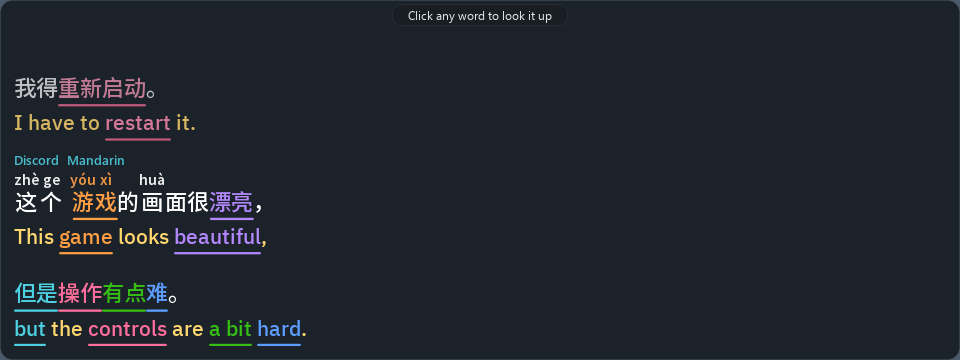 Click any word to look it up
我得重新启动。
I have to restart it.
Discord Mandarin
zhè ge yóu xì huà
这个游戏的画面很漂亮，
This game looks beautiful,
但是操作有点难。
but the controls are a bit hard.